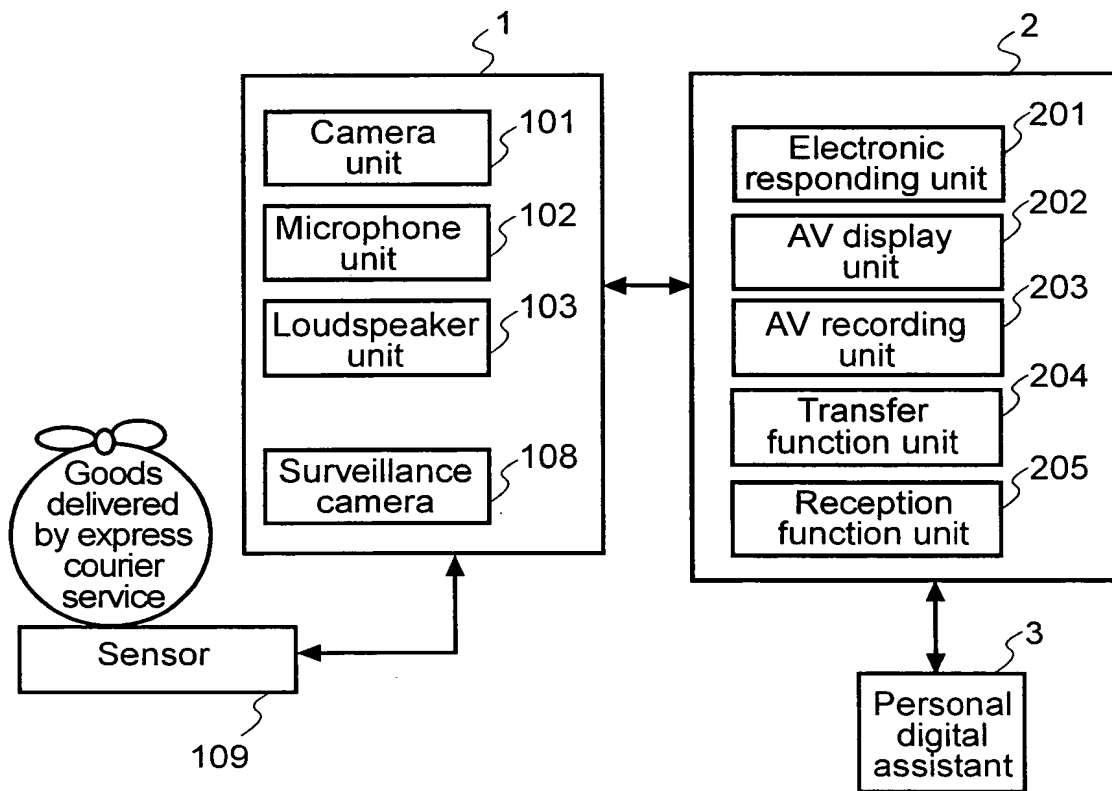 1
Camera
unit
101
Microphone
unit
102
Loudspeaker
unit
103
Surveillance
camera
108
Goods
delivered
by express
courier
service
Sensor
109
2
Electronic
responding unit
201
AV display
unit
202
AV recording
unit
203
Transfer
function unit
204
Reception
function unit
205
3
Personal
digital
assistant